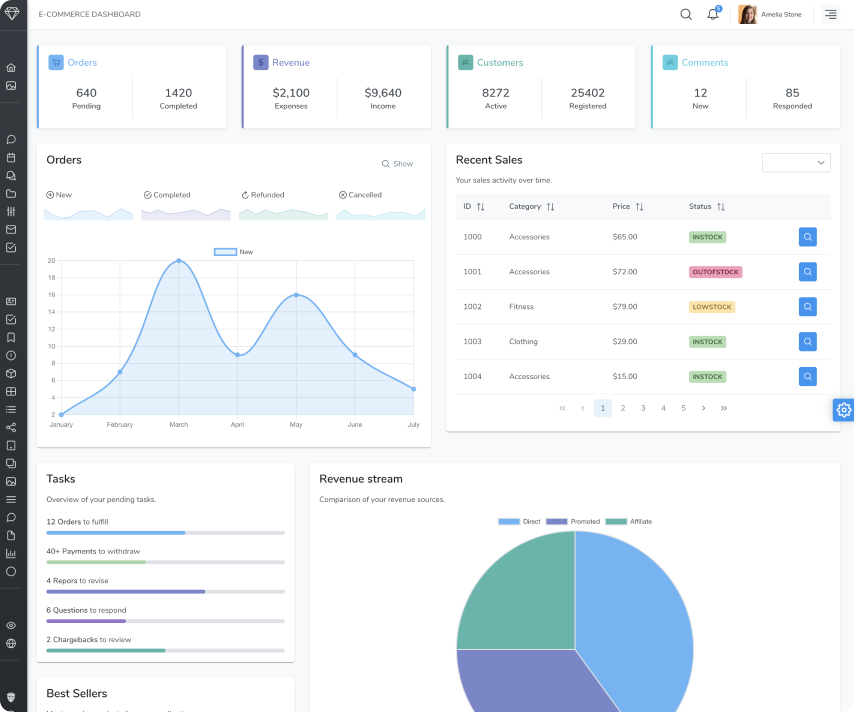 E-COMMERCE DASHBOARD
5
Amelia Stone
Orders
640
Pending
1420
Completed
$ Revenue
$2,100
Expenses
$9,640
Income
Customers
8272
Active
25402
Registered
Comments
12
New
85
Responded
Orders
Show
New
Completed
Refunded
Cancelled
New
20
18
16
14
12
10
8
6
4
2
January February March April May June July
Recent Sales
Your sales activity over time.
ID Category Price Status
1000 Accessories $65.00 INSTOCK
1001 Accessories $72.00 OUTOFSTOCK
1002 Fitness $79.00 LOWSTOCK
1003 Clothing $29.00 INSTOCK
1004 Accessories $15.00 INSTOCK
« ‹ 1 2 3 4 5 › »
Tasks
Overview of your pending tasks.
12 Orders to fulfill
40+ Payments to withdraw
4 Repors to revise
6 Questions to respond
2 Chargebacks to review
Revenue stream
Comparison of your revenue sources.
Direct Promoted Affiliate
Best Sellers